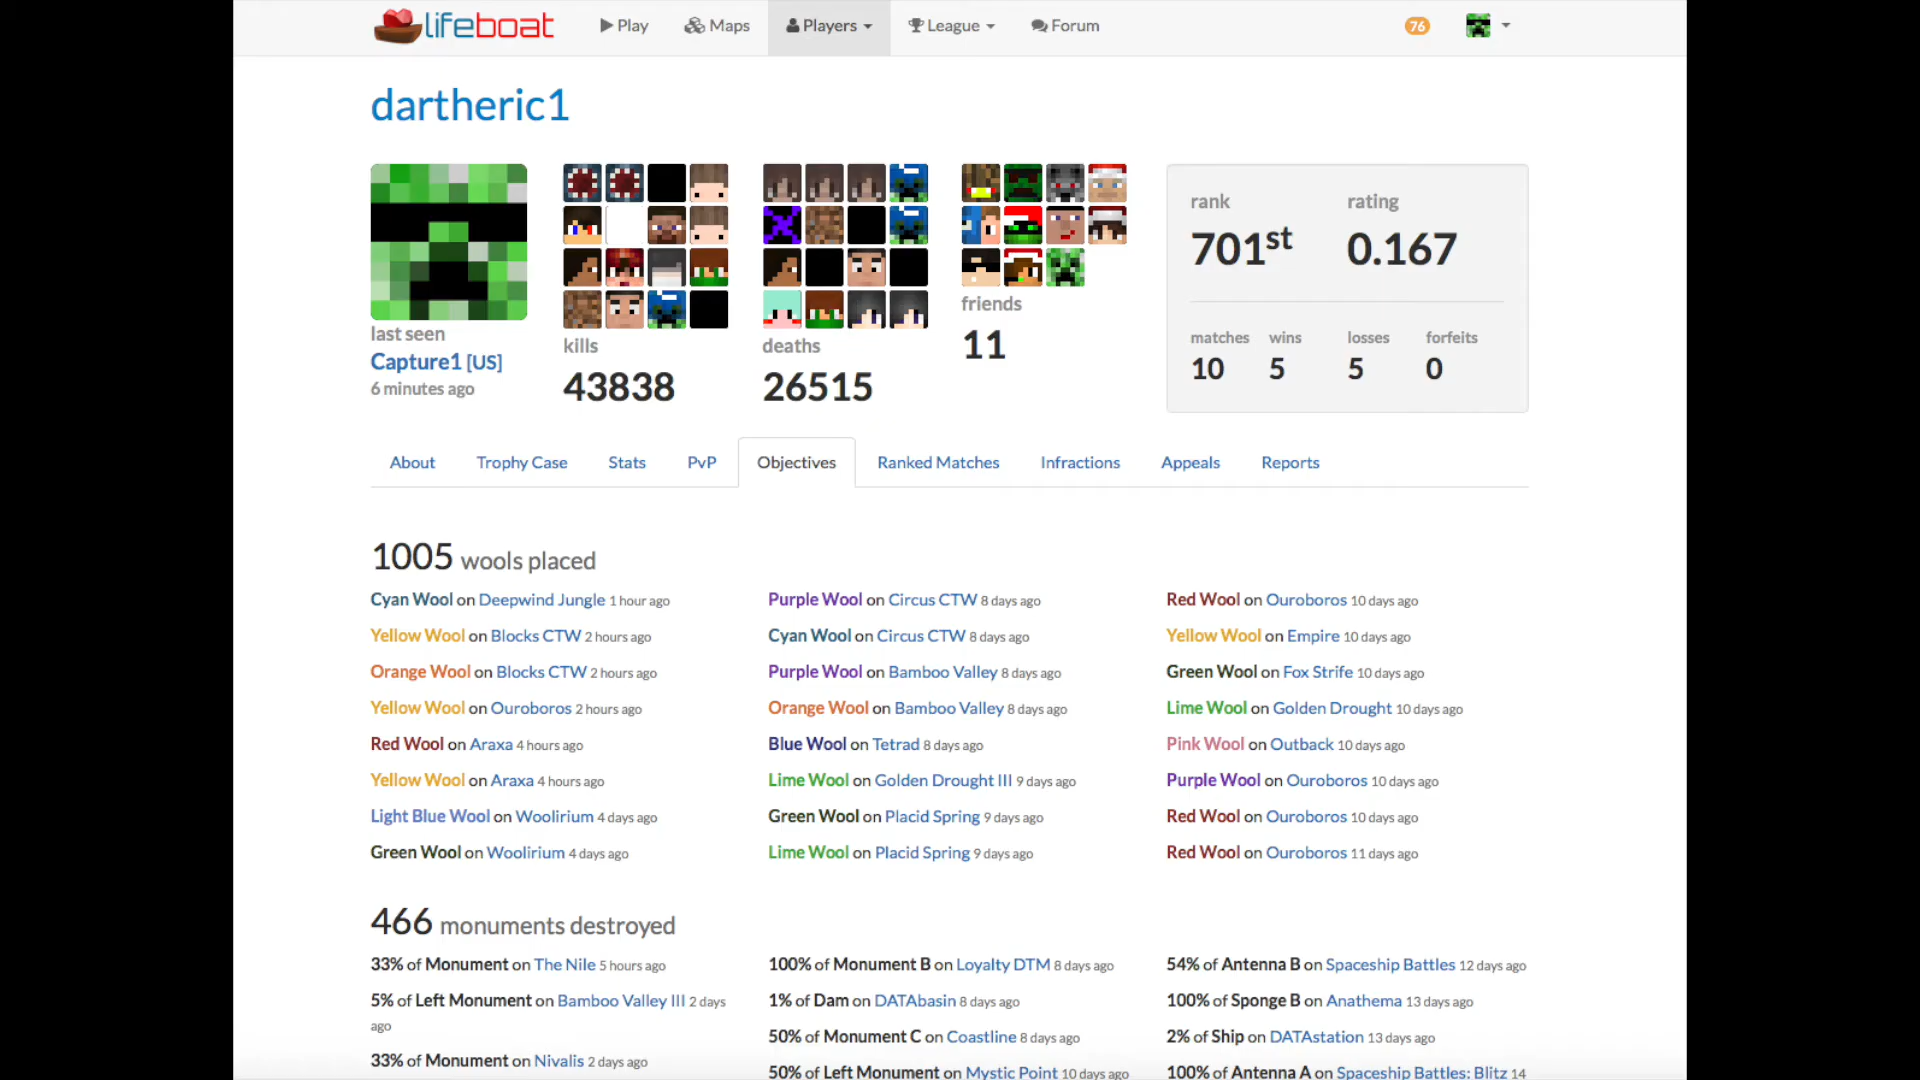 lifeboat Play Maps Players League Forum 76
dartheric1
last seen
Capture1 [US]
6 minutes ago
kills
43838
deaths
26515
friends
11
rank rating
701st 0.167
matches wins losses forfeits
10 5 5 0
About Trophy Case Stats PvP Objectives Ranked Matches Infractions Appeals Reports
1005 wools placed
Cyan Wool on Deepwind Jungle 1 hour ago
Yellow Wool on Blocks CTW 2 hours ago
Orange Wool on Blocks CTW 2 hours ago
Yellow Wool on Ouroboros 2 hours ago
Red Wool on Araxa 4 hours ago
Yellow Wool on Araxa 4 hours ago
Light Blue Wool on Woolirium 4 days ago
Green Wool on Woolirium 4 days ago
Purple Wool on Circus CTW 8 days ago
Cyan Wool on Circus CTW 8 days ago
Purple Wool on Bamboo Valley 8 days ago
Orange Wool on Bamboo Valley 8 days ago
Blue Wool on Tetrad 8 days ago
Lime Wool on Golden Drought III 9 days ago
Green Wool on Placid Spring 9 days ago
Lime Wool on Placid Spring 9 days ago
Red Wool on Ouroboros 10 days ago
Yellow Wool on Empire 10 days ago
Green Wool on Fox Strife 10 days ago
Lime Wool on Golden Drought 10 days ago
Pink Wool on Outback 10 days ago
Purple Wool on Ouroboros 10 days ago
Red Wool on Ouroboros 10 days ago
Red Wool on Ouroboros 11 days ago
466 monuments destroyed
33% of Monument on The Nile 5 hours ago
5% of Left Monument on Bamboo Valley III 2 days
ago
33% of Monument on Nivalis 2 days ago
100% of Monument B on Loyalty DTM 8 days ago
1% of Dam on DATAbasin 8 days ago
50% of Monument C on Coastline 8 days ago
50% of Left Monument on Mystic Point 10 days ago
54% of Antenna B on Spaceship Battles 12 days ago
100% of Sponge B on Anathema 13 days ago
2% of Ship on DATAstation 13 days ago
100% of Antenna A on Spaceship Battles: Blitz 14